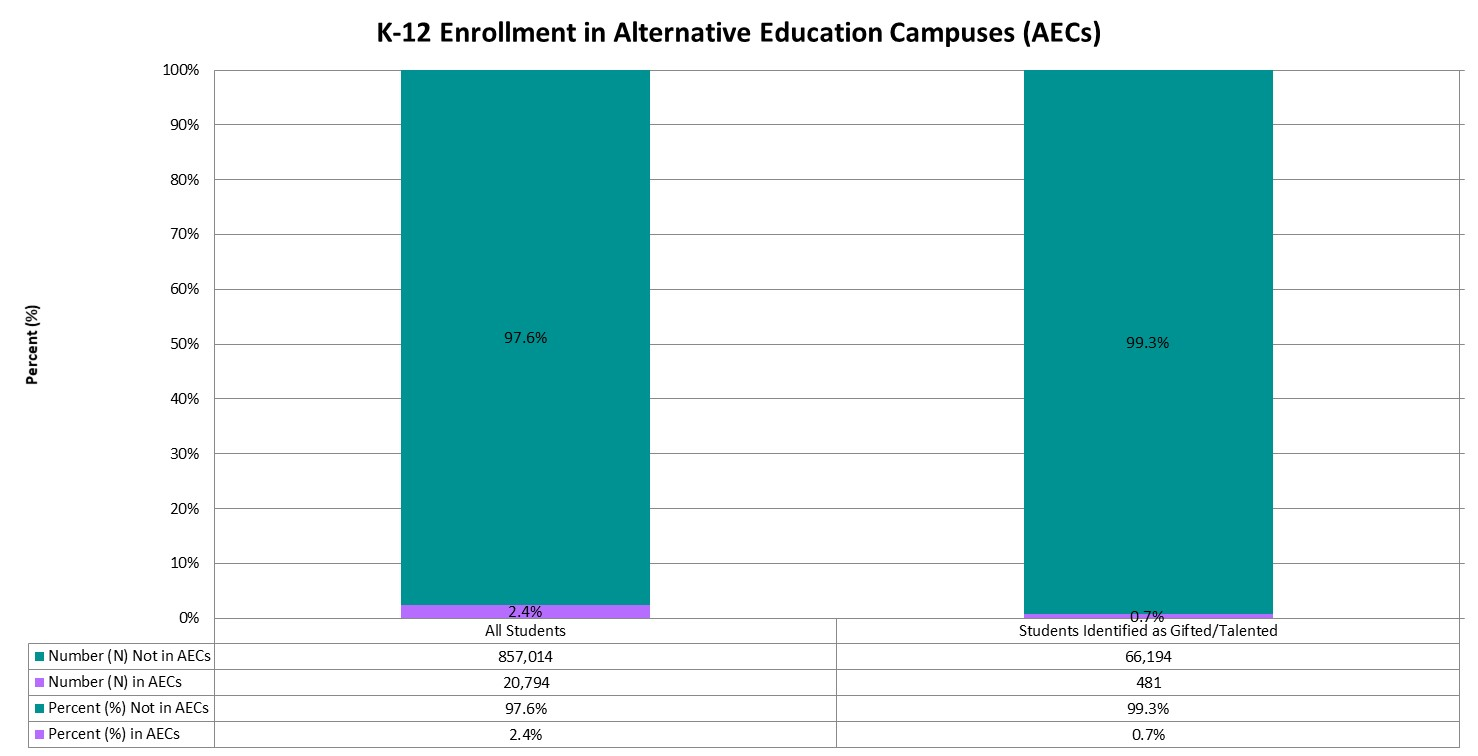 K-12 Enrollment in Alternative Education Campuses (AECs)
100%
90%
80%
70%
60%
50%
40%
30%
20%
10%
0%
Percent (%)
97.6%
99.3%
2.4%
0.7%
All Students Students Identified as Gifted/Talented
Number (N) Not in AECs 857,014 66,194
Number (N) in AECs 20,794 481
Percent (%) Not in AECs 97.6% 99.3%
Percent (%) in AECs 2.4% 0.7%